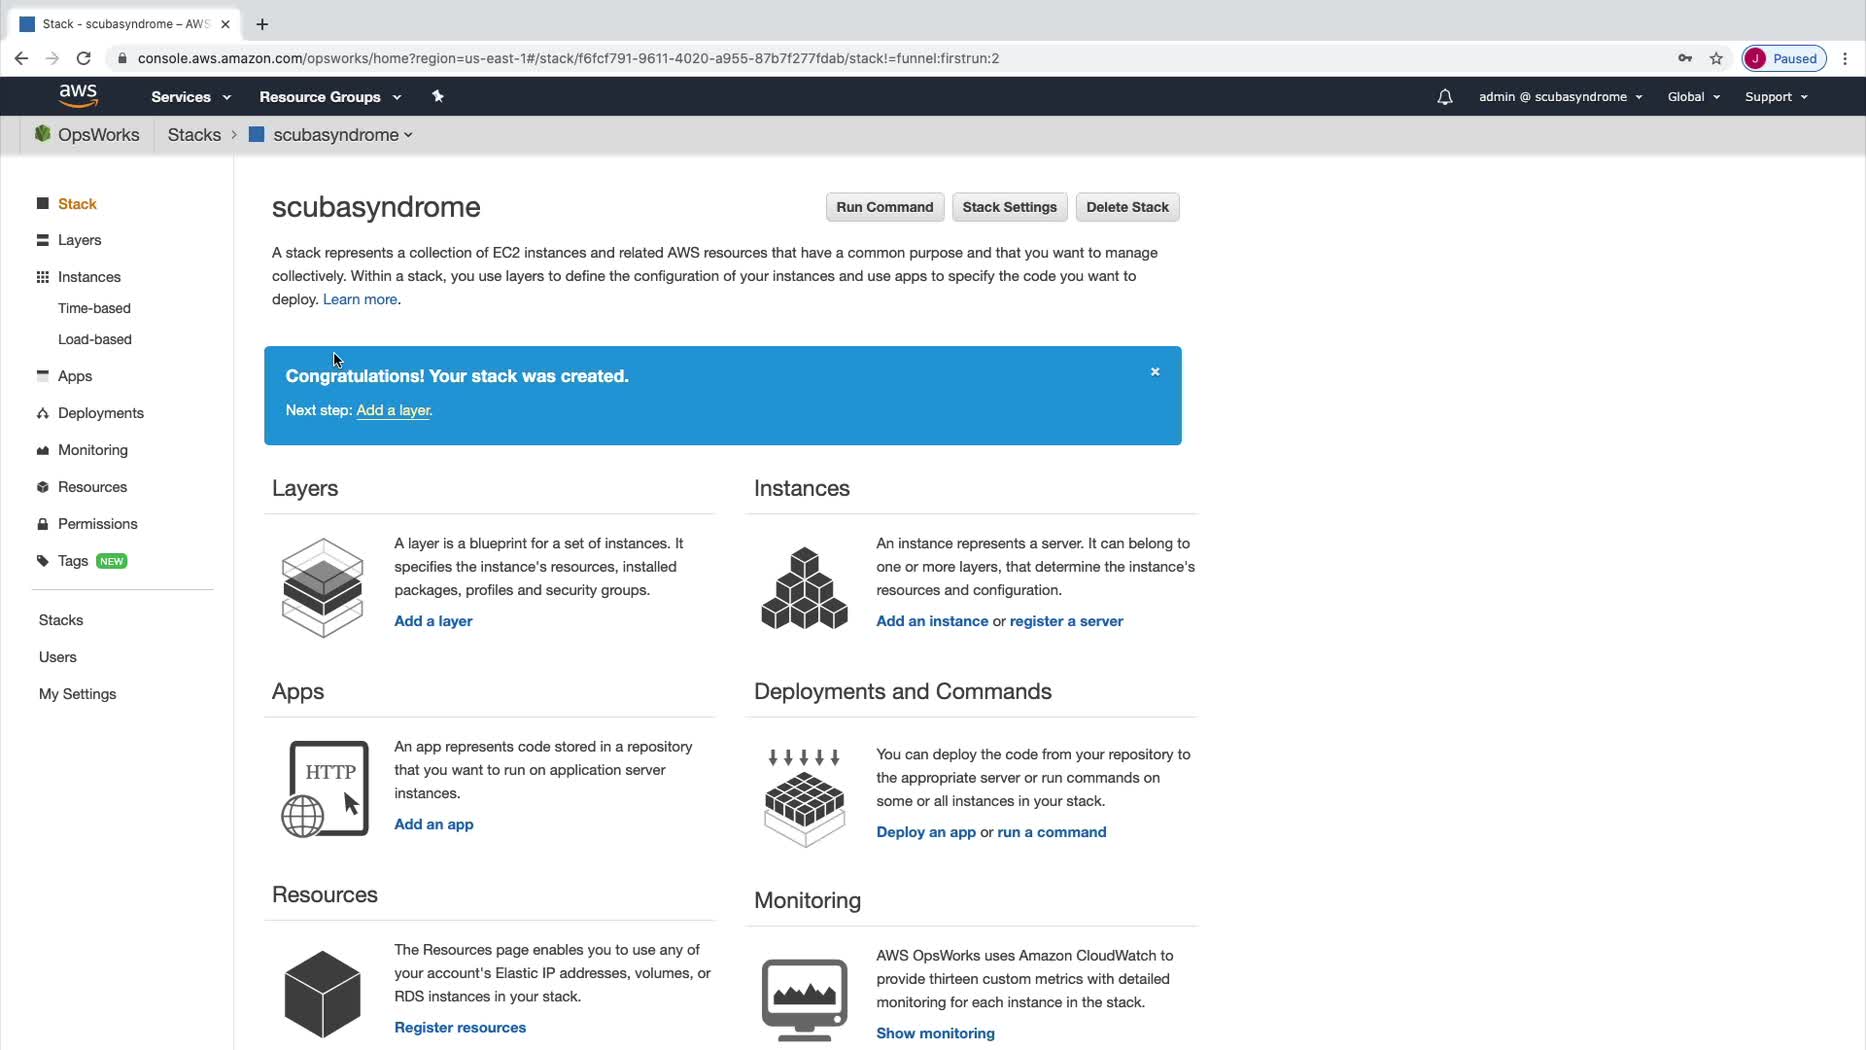 Stack - scubasyndrome – AWS
console.aws.amazon.com/opsworks/home?region=us-east-1#/stack/f6fcf791-9611-4020-a955-87b7f277fdab/stack!=funnel:firstrun:2
J Paused
aws Services Resource Groups admin @ scubasyndrome Global Support
OpsWorks Stacks scubasyndrome
Stack
Layers
Instances
Time-based
Load-based
Apps
Deployments
Monitoring
Resources
Permissions
Tags NEW
Stacks
Users
My Settings
scubasyndrome
Run Command Stack Settings Delete Stack
A stack represents a collection of EC2 instances and related AWS resources that have a common purpose and that you want to manage
collectively. Within a stack, you use layers to define the configuration of your instances and use apps to specify the code you want to
deploy. Learn more.
Congratulations! Your stack was created.
Next step: Add a layer.
Layers
A layer is a blueprint for a set of instances. It
specifies the instance's resources, installed
packages, profiles and security groups.
Add a layer
Instances
An instance represents a server. It can belong to
one or more layers, that determine the instance's
resources and configuration.
Add an instance or register a server
Apps
HTTP
An app represents code stored in a repository
that you want to run on application server
instances.
Add an app
Deployments and Commands
You can deploy the code from your repository to
the appropriate server or run commands on
some or all instances in your stack.
Deploy an app or run a command
Resources
The Resources page enables you to use any of
your account's Elastic IP addresses, volumes, or
RDS instances in your stack.
Register resources
Monitoring
AWS OpsWorks uses Amazon CloudWatch to
provide thirteen custom metrics with detailed
monitoring for each instance in the stack.
Show monitoring